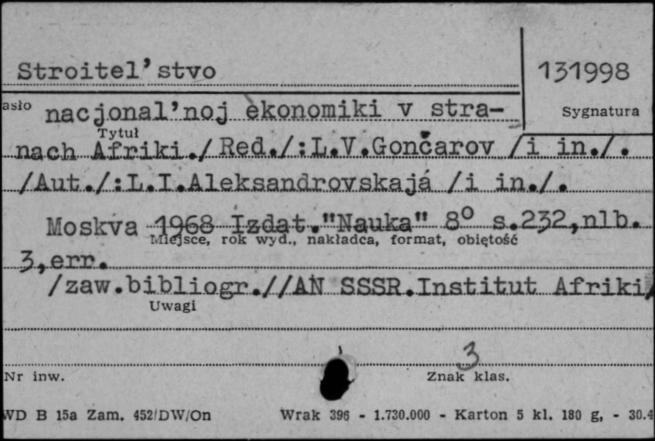 Stroitel'stvo
131998
asło nacjonal'noj èkonomiki v stra-
Sygnatura
Tytuł
nach Afriki./Red./:L.V.Gončarov /i in./.
/Aut./:L.I.Aleksandrovskajá /i in./.
Moskva 1968 Izdat."Nauka" 8° s.232,nlb.
Miejsce, rok wyd., nakładca, format, objętość
3,err.
/zaw.bibliogr.//AN SSSR.Institut Afriki/
Uwagi
3
Nr inw.
Znak klas.
WD B 15a Zam. 452/DW/On Wrak 396 - 1.730.000 - Karton 5 kl. 180 g, - 30.4